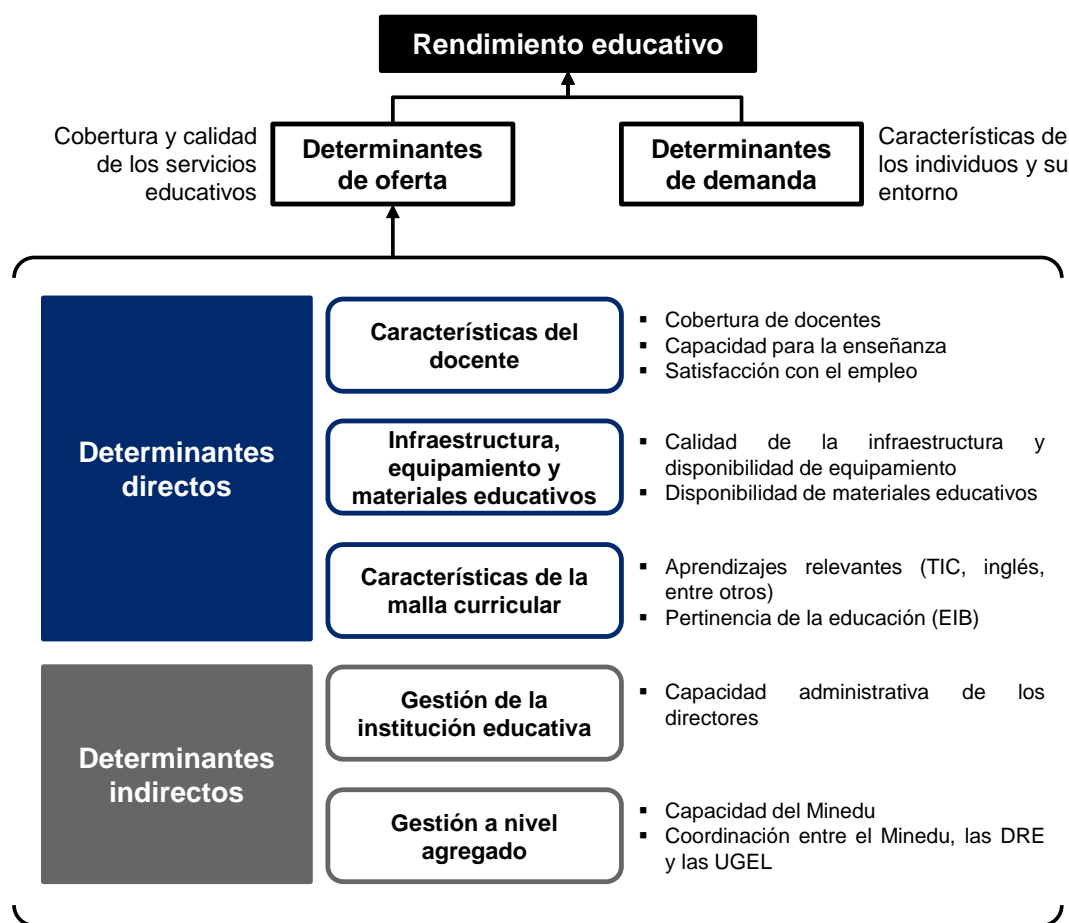 Rendimiento educativo
Cobertura y calidad
de los servicios
educativos
Determinantes
de oferta
Determinantes
de demanda
Características de
los individuos y su
entorno
Determinantes
directos
Características del
docente
▪ Cobertura de docentes
▪ Capacidad para la enseñanza
▪ Satisfacción con el empleo
Infraestructura,
equipamiento y
materiales educativos
▪ Calidad de la infraestructura y
disponibilidad de equipamiento
▪ Disponibilidad de materiales educativos
Características de la
malla curricular
▪ Aprendizajes relevantes (TIC, inglés,
entre otros)
▪ Pertinencia de la educación (EIB)
Determinantes
indirectos
Gestión de la
institución educativa
▪ Capacidad administrativa de los
directores
Gestión a nivel
agregado
▪ Capacidad del Minedu
▪ Coordinación entre el Minedu, las DRE
y las UGEL